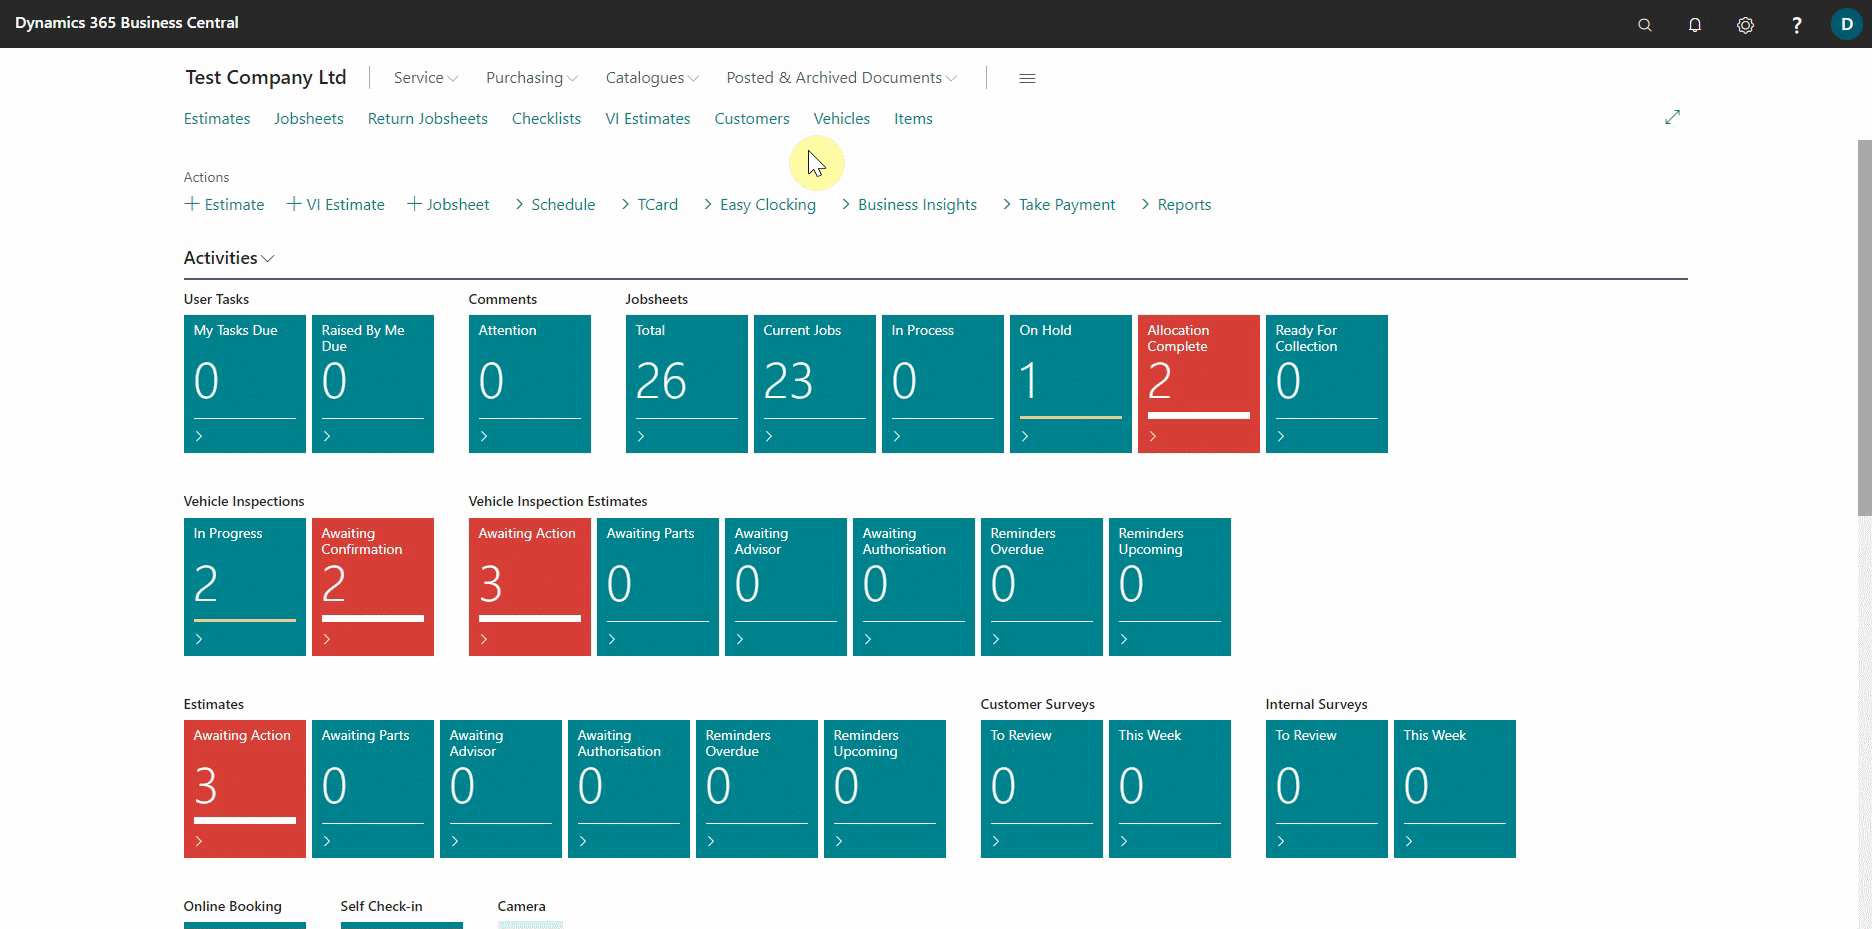 Dynamics 365 Business Central
?
D
Test Company Ltd
Service
Purchasing
Catalogues
Posted & Archived Documents
Estimates
Jobsheets
Return Jobsheets
Checklists
VI Estimates
Customers
Vehicles
Items
Actions
+ Estimate
+ VI Estimate
+ Jobsheet
> Schedule
> TCard
> Easy Clocking
> Business Insights
> Take Payment
> Reports
Activities
User Tasks
My Tasks Due
0
Raised By Me
Due
0
Comments
Attention
0
Jobsheets
Total
26
Current Jobs
23
In Process
0
On Hold
1
Allocation
Complete
2
Ready For
Collection
0
Vehicle Inspections
In Progress
2
Awaiting
Confirmation
2
Vehicle Inspection Estimates
Awaiting Action
3
Awaiting Parts
0
Awaiting
Advisor
0
Awaiting
Authorisation
0
Reminders
Overdue
0
Reminders
Upcoming
0
Estimates
Awaiting Action
3
Awaiting Parts
0
Awaiting
Advisor
0
Awaiting
Authorisation
0
Reminders
Overdue
0
Reminders
Upcoming
0
Customer Surveys
To Review
0
This Week
0
Internal Surveys
To Review
0
This Week
0
Online Booking
Self Check-in
Camera